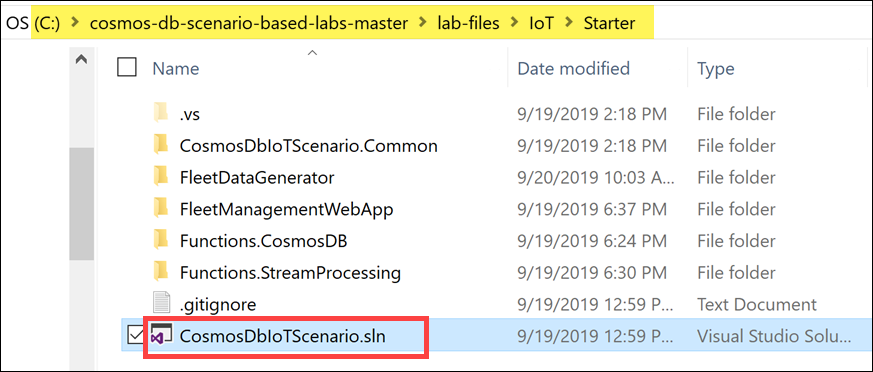 OS (C:) › cosmos-db-scenario-based-labs-master › lab-files › IoT › Starter
Name Date modified Type
.vs 9/19/2019 2:18 PM File folder
CosmosDbIoTScenario.Common 9/19/2019 2:18 PM File folder
FleetDataGenerator 9/20/2019 10:03 A... File folder
FleetManagementWebApp 9/19/2019 6:37 PM File folder
Functions.CosmosDB 9/19/2019 6:24 PM File folder
Functions.StreamProcessing 9/19/2019 6:30 PM File folder
.gitignore 9/19/2019 12:59 P... Text Document
CosmosDbIoTScenario.sln 9/19/2019 12:59 P... Visual Studio Solu...